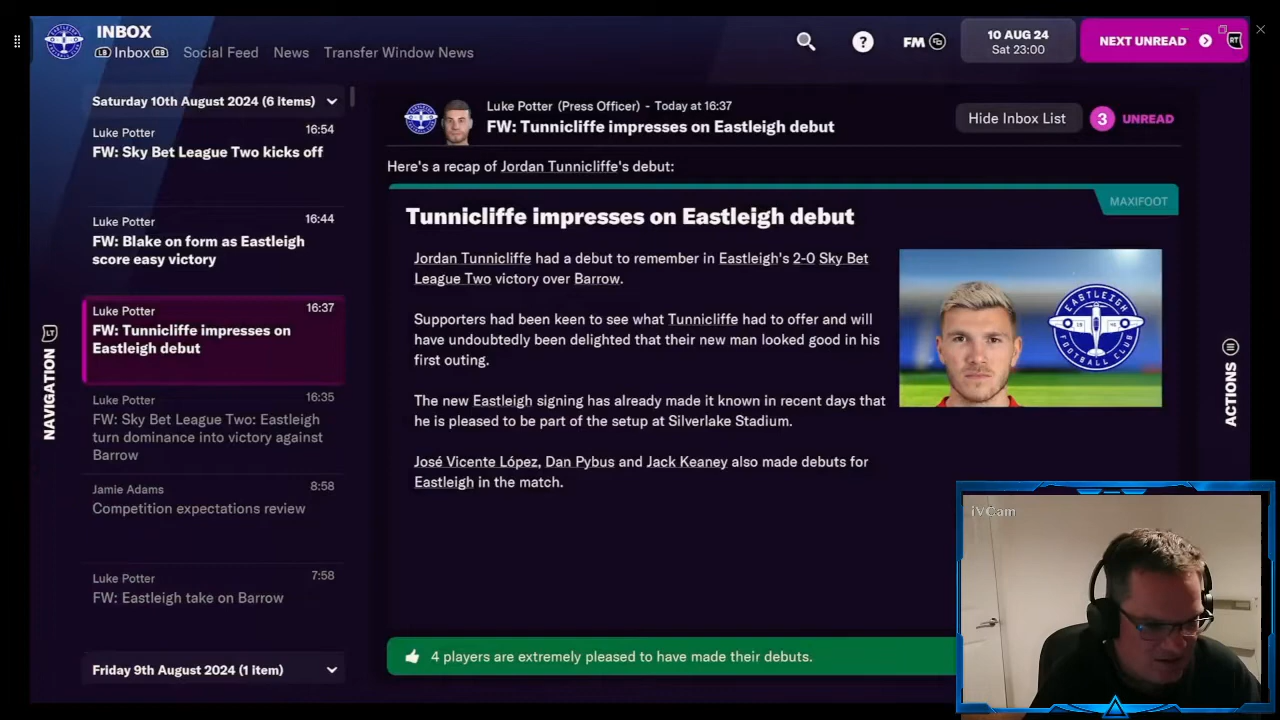 INBOX
LB Inbox RB Social Feed News Transfer Window News
? FM
10 AUG 24
Sat 23:00
NEXT UNREAD
RT
Saturday 10th August 2024 (6 items)
Luke Potter 16:54
FW: Sky Bet League Two kicks off
Luke Potter 16:44
FW: Blake on form as Eastleigh
score easy victory
Luke Potter 16:37
FW: Tunnicliffe impresses on
Eastleigh debut
Luke Potter 16:35
FW: Sky Bet League Two: Eastleigh
turn dominance into victory against
Barrow
Jamie Adams 8:58
Competition expectations review
Luke Potter 7:58
FW: Eastleigh take on Barrow
Friday 9th August 2024 (1 item)
LT
NAVIGATION
Luke Potter (Press Officer) - Today at 16:37
FW: Tunnicliffe impresses on Eastleigh debut
Hide Inbox List
3 UNREAD
Here's a recap of Jordan Tunnicliffe's debut:
MAXIFOOT
Tunnicliffe impresses on Eastleigh debut
Jordan Tunnicliffe had a debut to remember in Eastleigh's 2-0 Sky Bet
League Two victory over Barrow.
Supporters had been keen to see what Tunnicliffe had to offer and will
have undoubtedly been delighted that their new man looked good in his
first outing.
The new Eastleigh signing has already made it known in recent days that
he is pleased to be part of the setup at Silverlake Stadium.
José Vicente López, Dan Pybus and Jack Keaney also made debuts for
Eastleigh in the match.
EASTLEIGH
FOOTBALL CLUB
4 players are extremely pleased to have made their debuts.
ACTIONS
iVCam